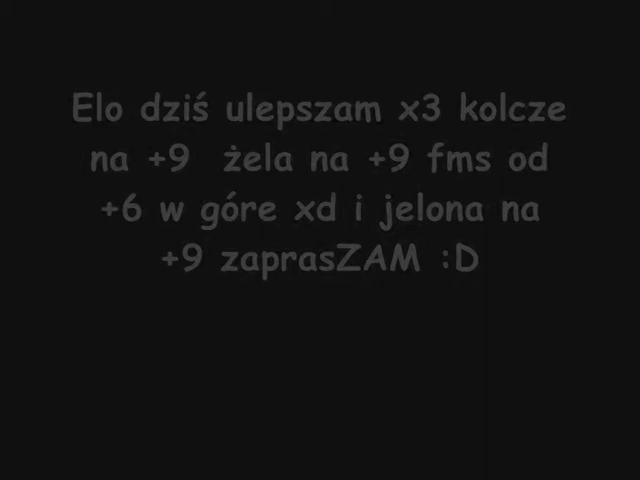 Elo dziś ulepszam x3 kolcze
na +9 żela na +9 fms od
+6 w góre xd i jelona na
+9 zaprasZAM :D